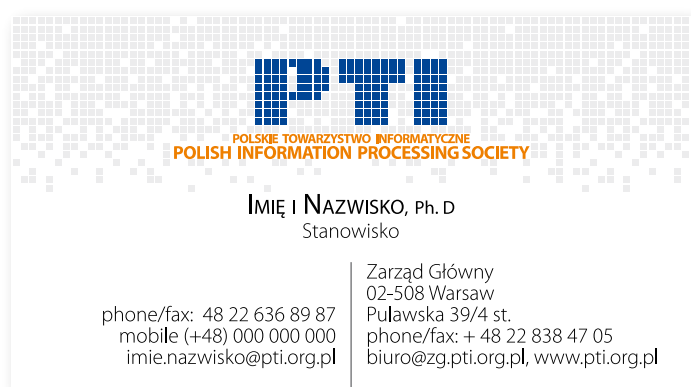 PTI
POLSKIE TOWARZYSTWO INFORMATYCZNE
POLISH INFORMATION PROCESSING SOCIETY
IMIĘ I NAZWISKO, Ph. D
Stanowisko
phone/fax: 48 22 636 89 87
mobile (+48) 000 000 000
imie.nazwisko@pti.org.pl
Zarząd Główny
02-508 Warsaw
Pulawska 39/4 st.
phone/fax: + 48 22 838 47 05
biuro@zg.pti.org.pl, www.pti.org.pl